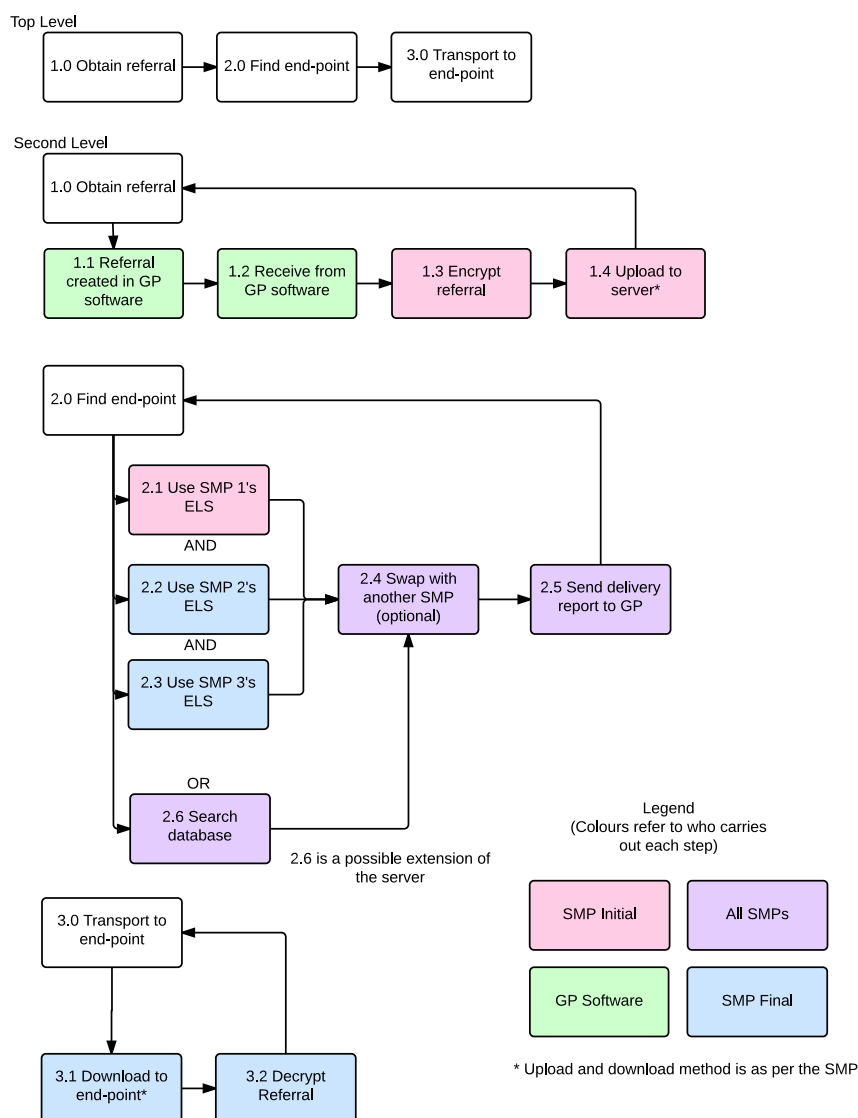 Top Level
1.0 Obtain referral
2.0 Find end-point
3.0 Transport to
end-point
Second Level
1.0 Obtain referral
1.1 Referral
created in GP
software
1.2 Receive from
GP software
1.3 Encrypt
referral
1.4 Upload to
server*
2.0 Find end-point
2.1 Use SMP 1's
ELS
AND
2.2 Use SMP 2's
ELS
AND
2.3 Use SMP 3's
ELS
2.4 Swap with
another SMP
(optional)
2.5 Send delivery
report to GP
OR
2.6 Search
database
2.6 is a possible extension of
the server
Legend
(Colours refer to who carries
out each step)
SMP Initial
All SMPs
GP Software
SMP Final
3.0 Transport to
end-point
3.1 Download to
end-point*
3.2 Decrypt
Referral
* Upload and download method is as per the SMP